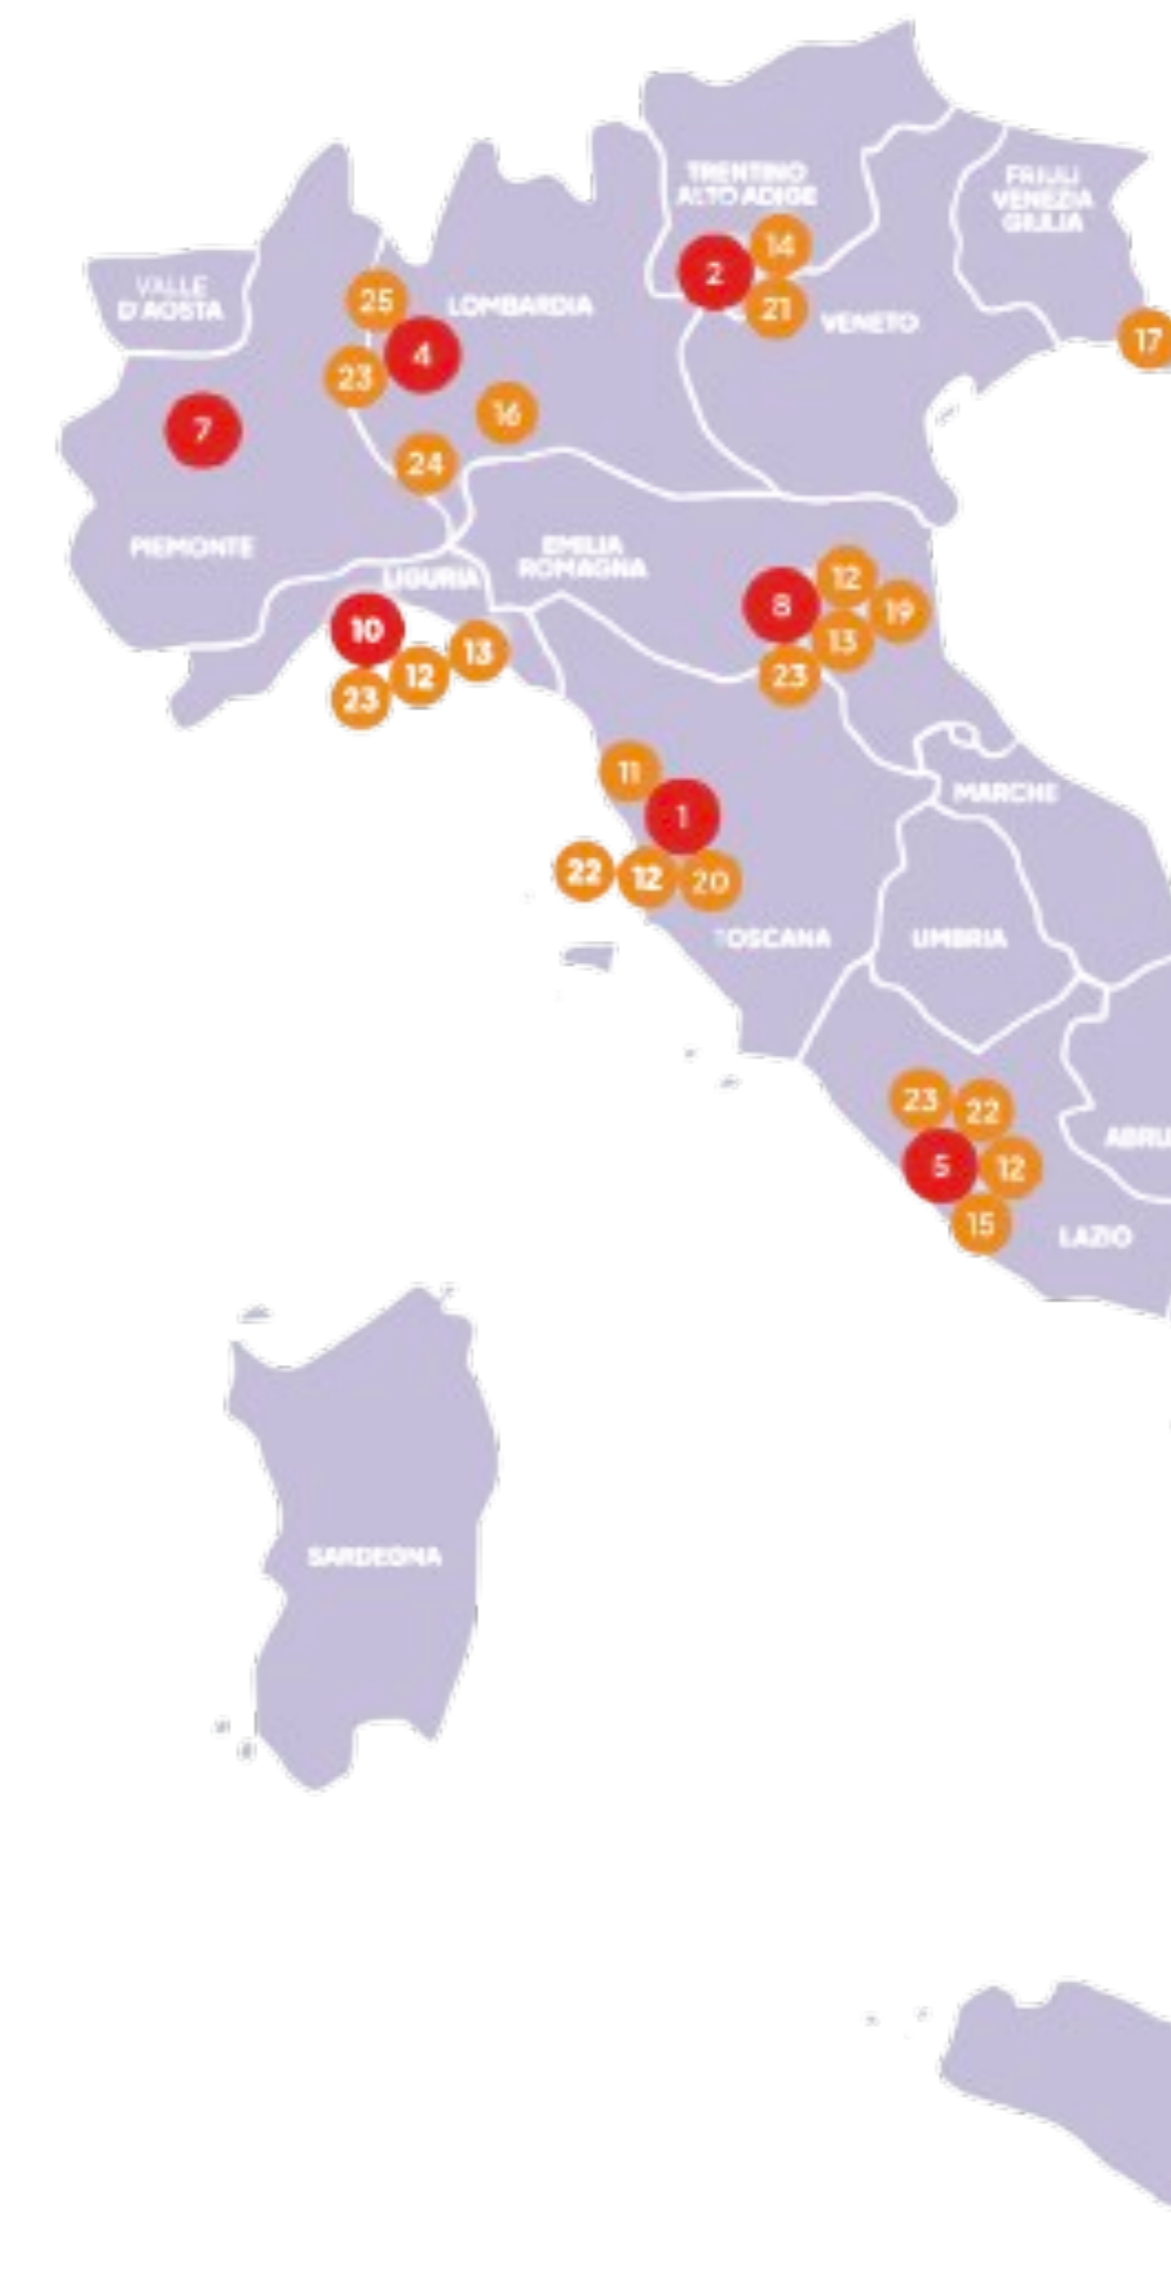 TRENTINO
ALTO ADIGE
FRIULI
VENEZIA
GIULIA
14
2
21
VENETO
17
VALLE
D'AOSTA
25
LOMBARDIA
4
23
16
7
24
PIEMONTE
EMILIA
ROMAGNA
LIGURIA
8
12
19
13
23
10
13
12
23
11
1
MARCHE
22
12
20
TOSCANA
UMBRIA
23
22
5
12
15
ABRU
LAZIO
SARDEGNA